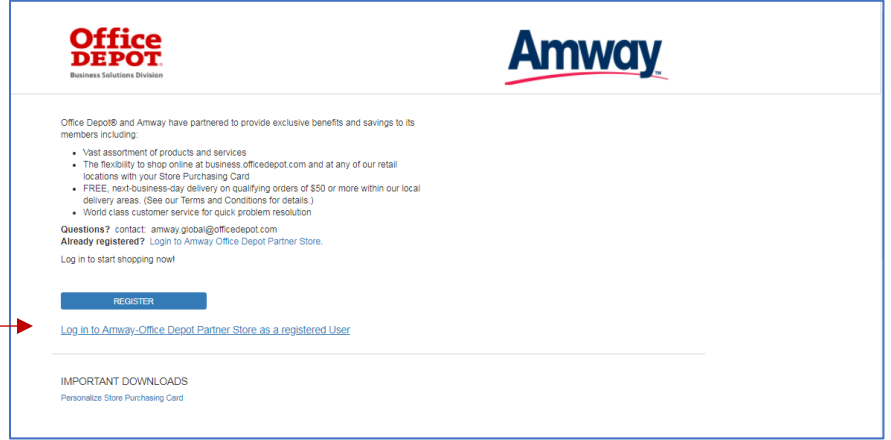 Office
DEPOT
Business Solutions Division
Amway™
Office Depot® and Amway have partnered to provide exclusive benefits and savings to its
members including:
• Vast assortment of products and services
• The flexibility to shop online at business.officedepot.com and at any of our retail
locations with your Store Purchasing Card
• FREE, next-business-day delivery on qualifying orders of $50 or more within our local
delivery areas. (See our Terms and Conditions for details.)
• World class customer service for quick problem resolution
Questions? contact: amway.global@officedepot.com
Already registered? Login to Amway Office Depot Partner Store.
Log in to start shopping now!
REGISTER
Log in to Amway-Office Depot Partner Store as a registered User
IMPORTANT DOWNLOADS
Personalize Store Purchasing Card